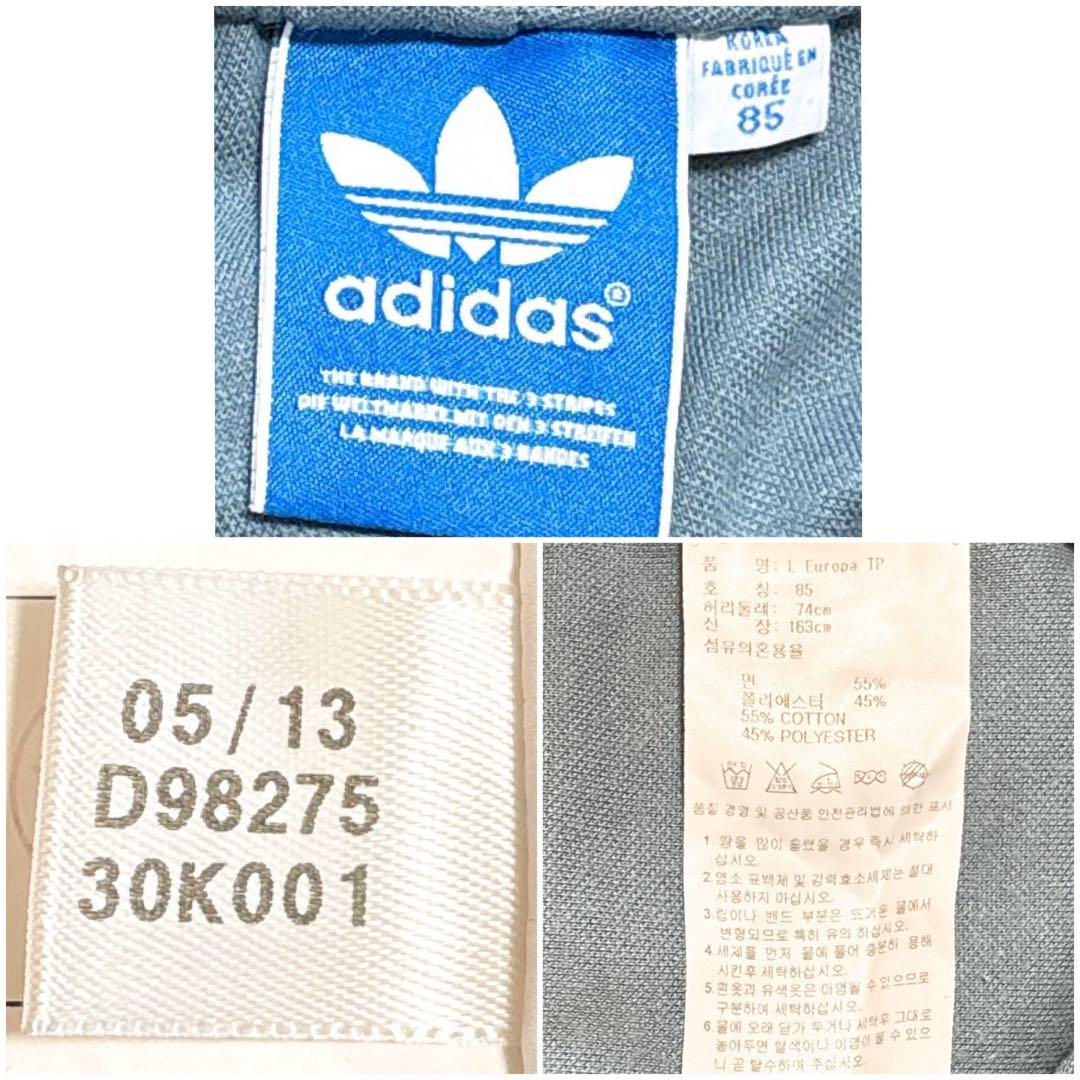 adidas®
THE BRAND WITH THE 3 STRIPES
DIE WELTMARKE MIT DEN 3 STREIFEN
LA MARQUE AUX 3 BANDES
KOREA
FABRIQUÉ EN
CORÉE
85
05/13
D98275
30K001
품 명: L Europa TP
호 칭: 85
허리둘레: 74cm
신 장: 163cm
섬유의혼용율
면 55%
폴리에스터 45%
55% COTTON
45% POLYESTER
품질 경영 및 공산품 안전관리법에 의한 표시
1. 땀을 많이 흘렸을 경우 즉시 세탁하
십시오.
2.염소 표백제 및 강력효소세제는 절대
사용하지 마십시오.
3.립이나 밴드 부분은 뜨거운 물에서
변형되므로 특히 유의 하십시오.
4.세제를 먼저 물에 풀어 충분히 용해
시킨후 세탁하십시오.
5.흰옷과 유색옷은 이염될 수 있으므로
구분하여 세탁하십시오.
6.물에 오래 담가 두거나 세탁후 그대로
놓아두면 탈색이나 이염이 될 수 있으
니 곧 탈수하여 주십시오.